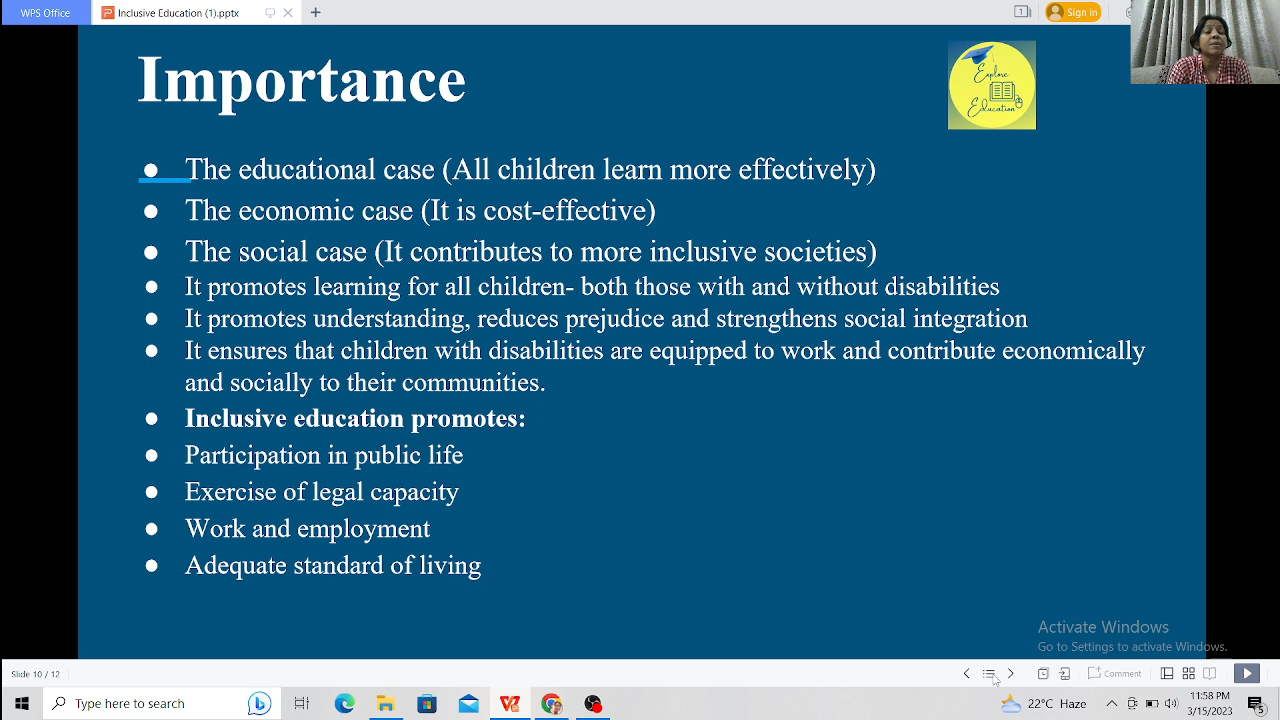 WPS Office
Inclusive Education (1).pptx
Sign in
Importance
Explore
Education
● The educational case (All children learn more effectively)
● The economic case (It is cost-effective)
● The social case (It contributes to more inclusive societies)
● It promotes learning for all children- both those with and without disabilities
● It promotes understanding, reduces prejudice and strengthens social integration
● It ensures that children with disabilities are equipped to work and contribute economically
and socially to their communities.
● Inclusive education promotes:
● Participation in public life
● Exercise of legal capacity
● Work and employment
● Adequate standard of living
Activate Windows
Go to Settings to activate Windows.
Slide 10 / 12
Comment
Type here to search
22°C Haze
11:58 PM
3/15/2023